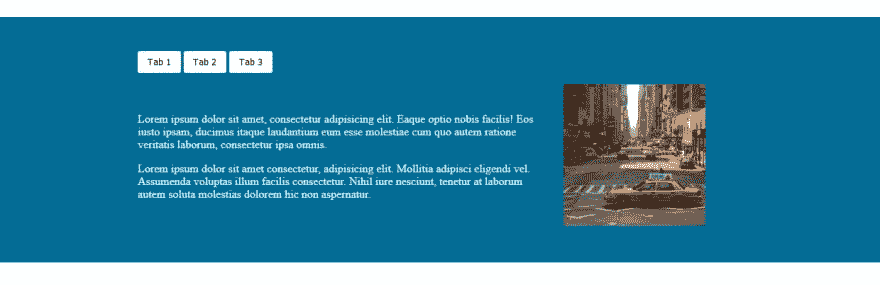 Tab 1 Tab 2 Tab 3
Lorem ipsum dolor sit amet, consectetur adipisicing elit. Eaque optio nobis facilis! Eos
iusto ipsam, ducimus itaque laudantium eum esse molestiae cum quo autem ratione
veritatis laborum, consectetur ipsa omnis.
Lorem ipsum dolor sit amet consectetur, adipisicing elit. Mollitia adipisci eligendi vel.
Assumenda voluptas illum facilis consectetur. Nihil iure nesciunt, tenetur at laborum
autem soluta molestias dolorem hic non aspernatur.